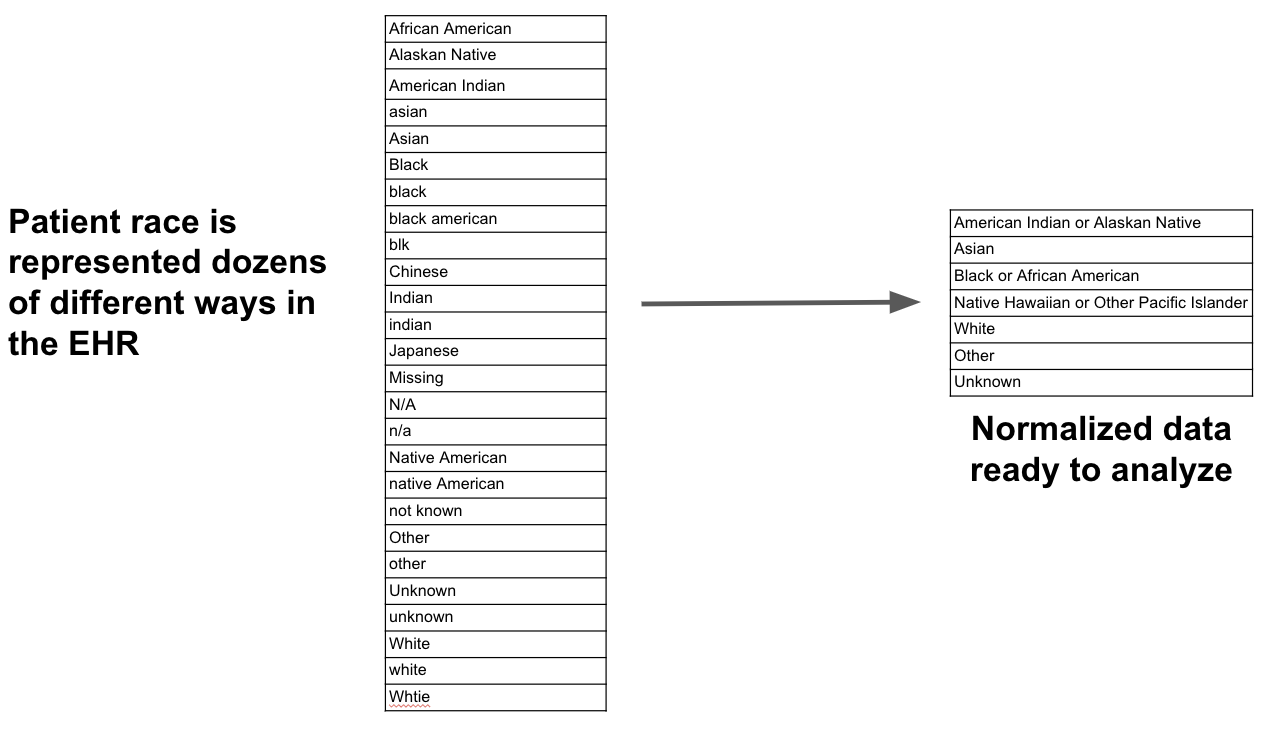 Patient race is
represented dozens
of different ways in
the EHR
African American
Alaskan Native
American Indian
asian
Asian
Black
black
black american
blk
Chinese
Indian
indian
Japanese
Missing
N/A
n/a
Native American
native American
not known
Other
other
Unknown
unknown
White
white
Whtie
American Indian or Alaskan Native
Asian
Black or African American
Native Hawaiian or Other Pacific Islander
White
Other
Unknown
Normalized data
ready to analyze